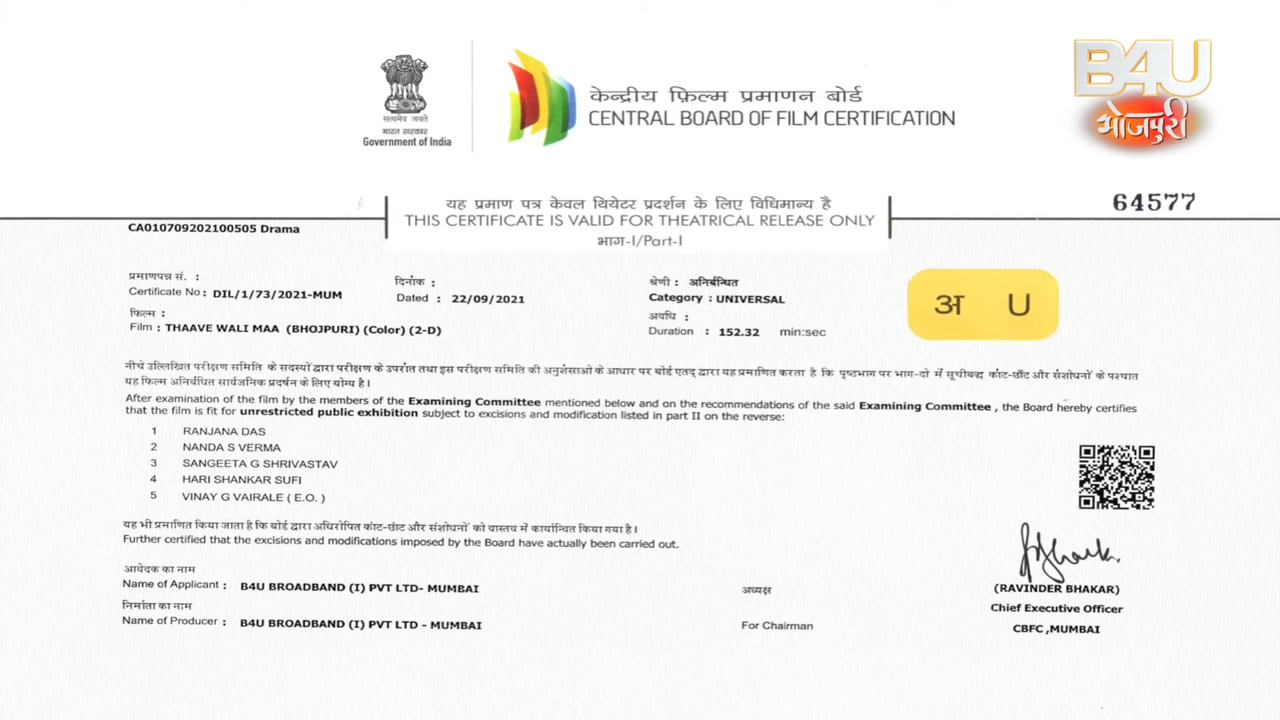 सत्यमेव जयते
भारत सरकार
Government of India
केन्द्रीय फ़िल्म प्रमाणन बोर्ड
CENTRAL BOARD OF FILM CERTIFICATION
B4U
भोजपुरी
यह प्रमाण पत्र केवल थियेटर प्रदर्शन के लिए विधिमान्य है
64577
THIS CERTIFICATE IS VALID FOR THEATRICAL RELEASE ONLY
CA010709202100505 Drama
भाग-I/Part-I
प्रमाणपत्र सं. :
दिनांक :
श्रेणी : अनिर्बन्धित
Certificate No : DIL/1/73/2021-MUM
Dated : 22/09/2021
Category : UNIVERSAL
अ U
फिल्म :
अवधि :
Film : THAAVE WALI MAA (BHOJPURI) (Color) (2-D)
Duration : 152.32 min:sec
नीचे उल्लिखित परीक्षण समिति के सदस्यों द्वारा परीक्षण के उपरांत तथा इस परीक्षण समिति की अनुशंसाओ के आधार पर बोर्ड एतद् द्वारा यह प्रमाणित करता है कि पृष्ठभाग पर भाग-दो में सूचीबद्ध कांट-छाँट और संशोधनों के पश्चात
यह फिल्म अनिर्बधित सार्वजनिक प्रदर्षन के लिए योग्य है।
After examination of the film by the members of the Examining Committee mentioned below and on the recommendations of the said Examining Committee , the Board hereby certifies
that the film is fit for unrestricted public exhibition subject to excisions and modification listed in part II on the reverse:
1 RANJANA DAS
2 NANDA S VERMA
3 SANGEETA G SHRIVASTAV
4 HARI SHANKAR SUFI
5 VINAY G VAIRALE ( E.O. )
यह भी प्रमाणित किया जाता है कि बोर्ड द्वारा अधिरोपित कांट-छांट और संशोधनों को वास्तव में कार्यान्वित किया गया है।
Further certified that the excisions and modifications imposed by the Board have actually been carried out.
आवेदक का नाम
Name of Applicant : B4U BROADBAND (I) PVT LTD- MUMBAI
अध्यक्ष
(RAVINDER BHAKAR)
निर्माता का नाम
Chief Executive Officer
Name of Producer : B4U BROADBAND (I) PVT LTD - MUMBAI
For Chairman
CBFC ,MUMBAI